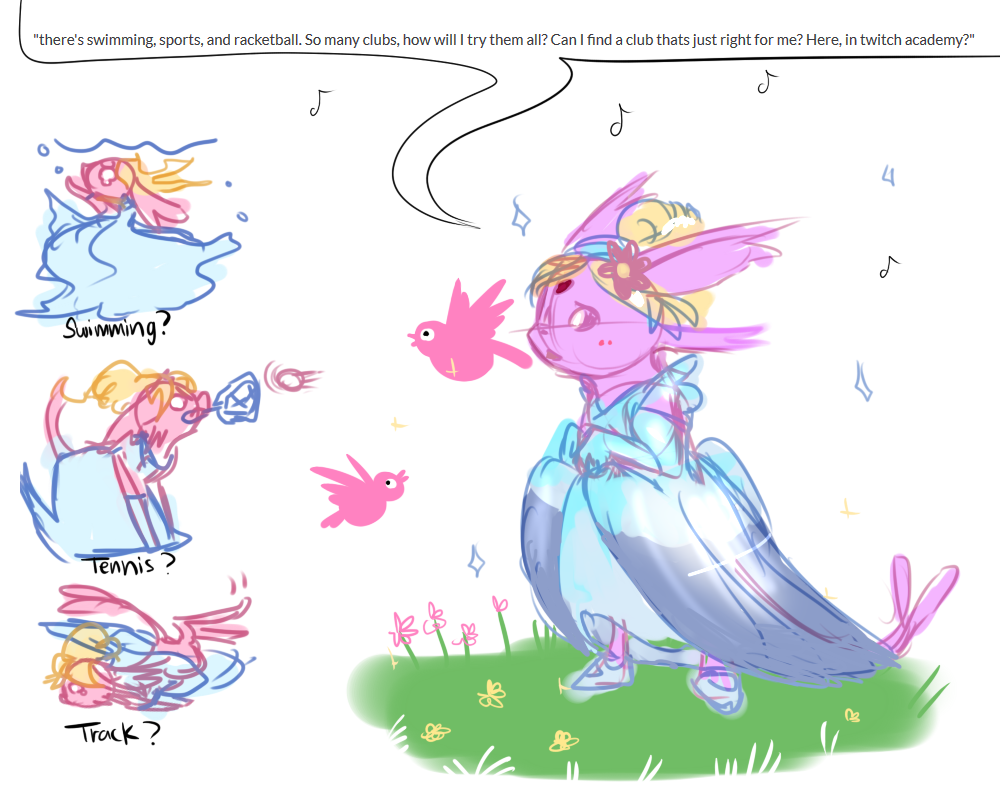 "there's swimming, sports, and racketball. So many clubs, how will I try them all? Can I find a club thats just right for me? Here, in twitch academy?"
Swimming?
Tennis?
Track?